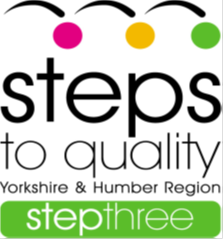 steps
to quality
Yorkshire & Humber Region
stepthree